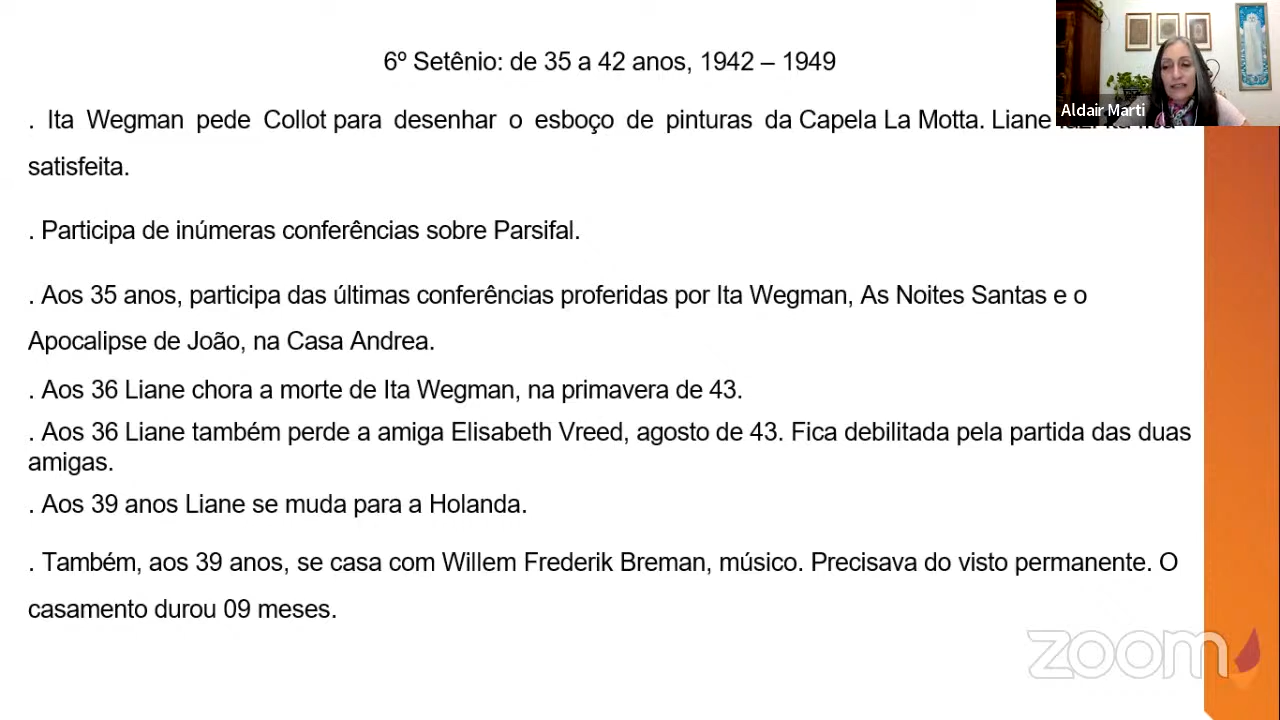 6º Setênio: de 35 a 42 anos, 1942 – 1949
Aldair Marti
. Ita Wegman pede Collot para desenhar o esboço de pinturas da Capela La Motta. Liane
satisfeita.
. Participa de inúmeras conferências sobre Parsifal.
. Aos 35 anos, participa das últimas conferências proferidas por Ita Wegman, As Noites Santas e o
Apocalipse de João, na Casa Andrea.
. Aos 36 Liane chora a morte de Ita Wegman, na primavera de 43.
. Aos 36 Liane também perde a amiga Elisabeth Vreed, agosto de 43. Fica debilitada pela partida das duas
amigas.
. Aos 39 anos Liane se muda para a Holanda.
. Também, aos 39 anos, se casa com Willem Frederik Breman, músico. Precisava do visto permanente. O
casamento durou 09 meses.
zoom